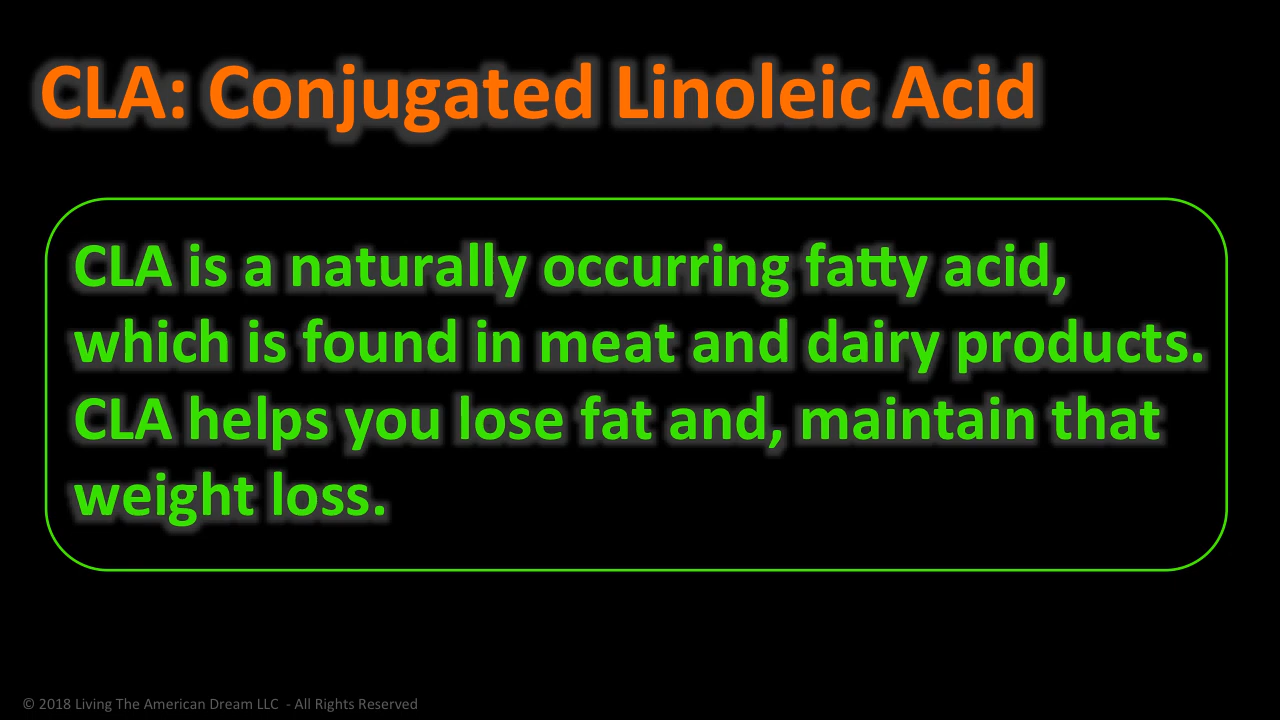 CLA: Conjugated Linoleic Acid
CLA is a naturally occurring fatty acid,
which is found in meat and dairy products.
CLA helps you lose fat and, maintain that
weight loss.
© 2018 Living The American Dream LLC - All Rights Reserved